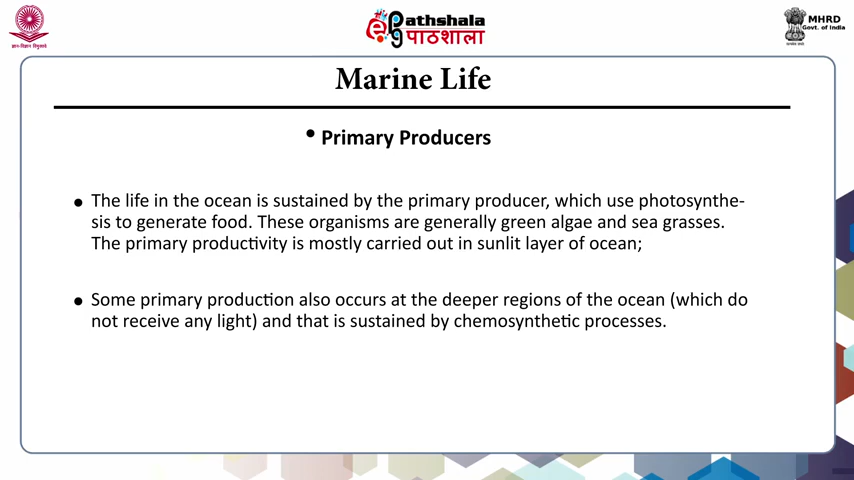 ज्ञान-विज्ञान विमुक्तये
ePathshala
पाठशाला
MHRD
Govt. of India
Marine Life
• Primary Producers
• The life in the ocean is sustained by the primary producer, which use photosynthe-
sis to generate food. These organisms are generally green algae and sea grasses.
The primary productivity is mostly carried out in sunlit layer of ocean;
• Some primary production also occurs at the deeper regions of the ocean (which do
not receive any light) and that is sustained by chemosynthetic processes.